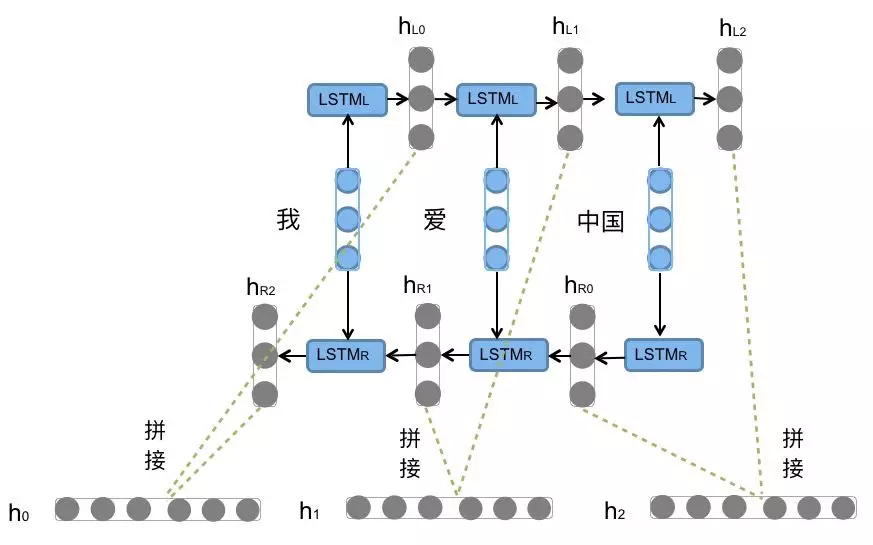 hL0
hL1
hL2
LSTML
LSTML
LSTML
我
爱
中国
hR2
hR1
hR0
LSTMR
LSTMR
LSTMR
拼接
拼接
拼接
h0
h1
h2